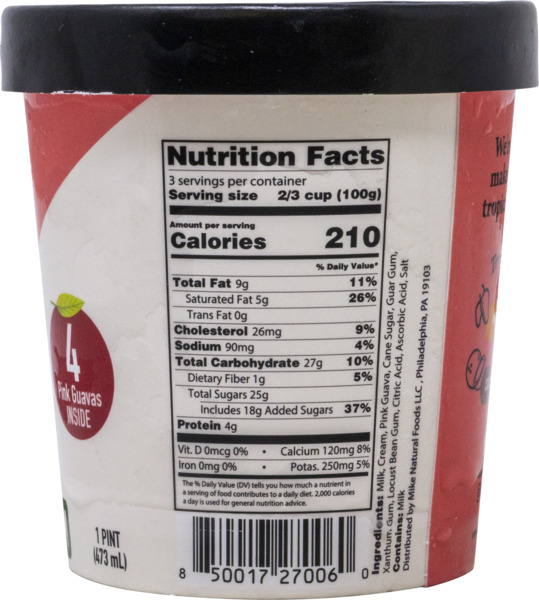 Nutrition Facts
3 servings per container
Serving size 2/3 cup (100g)
Amount per serving
Calories 210
% Daily Value*
Total Fat 9g 11%
Saturated Fat 5g 26%
Trans Fat 0g
Cholesterol 26mg 9%
Sodium 90mg 4%
Total Carbohydrate 27g 10%
Dietary Fiber 1g 5%
Total Sugars 25g
Includes 18g Added Sugars 37%
Protein 4g
Vit. D 0mcg 0% • Calcium 120mg 8%
Iron 0mg 0% • Potas. 250mg 5%
The % Daily Value (DV) tells you how much a nutrient in
a serving of food contributes to a daily diet. 2,000 calories
a day is used for general nutrition advice.
Ingredients: Milk, Cream, Pink Guava, Cane Sugar, Guar Gum,
Xanthum Gum, Locust Bean Gum, Citric Acid, Ascorbic Acid, Salt
Contains: Milk
Distributed by Mike Natural Foods LLC, Philadelphia, PA 19103
4
Pink Guavas
INSIDE
1 PINT
(473 mL)
8 50017 27006 0